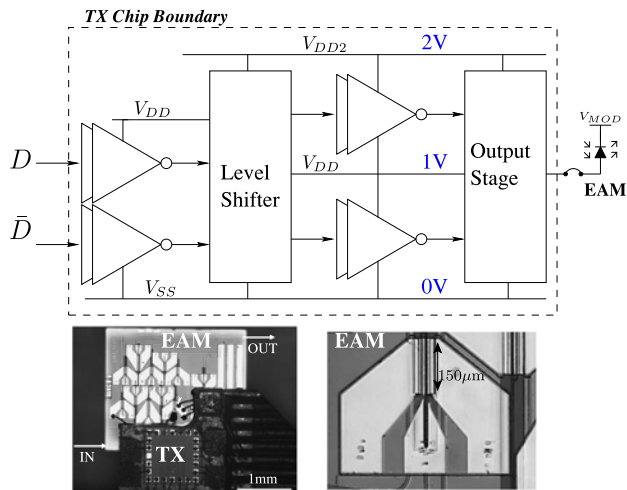 TX Chip Boundary
V_DD2 2V
V_DD
V_MOD
D
Level
Shifter
V_DD 1V
Output
Stage
EAM
D̄
V_SS 0V
EAM
OUT
IN
TX
1mm
EAM
150μm